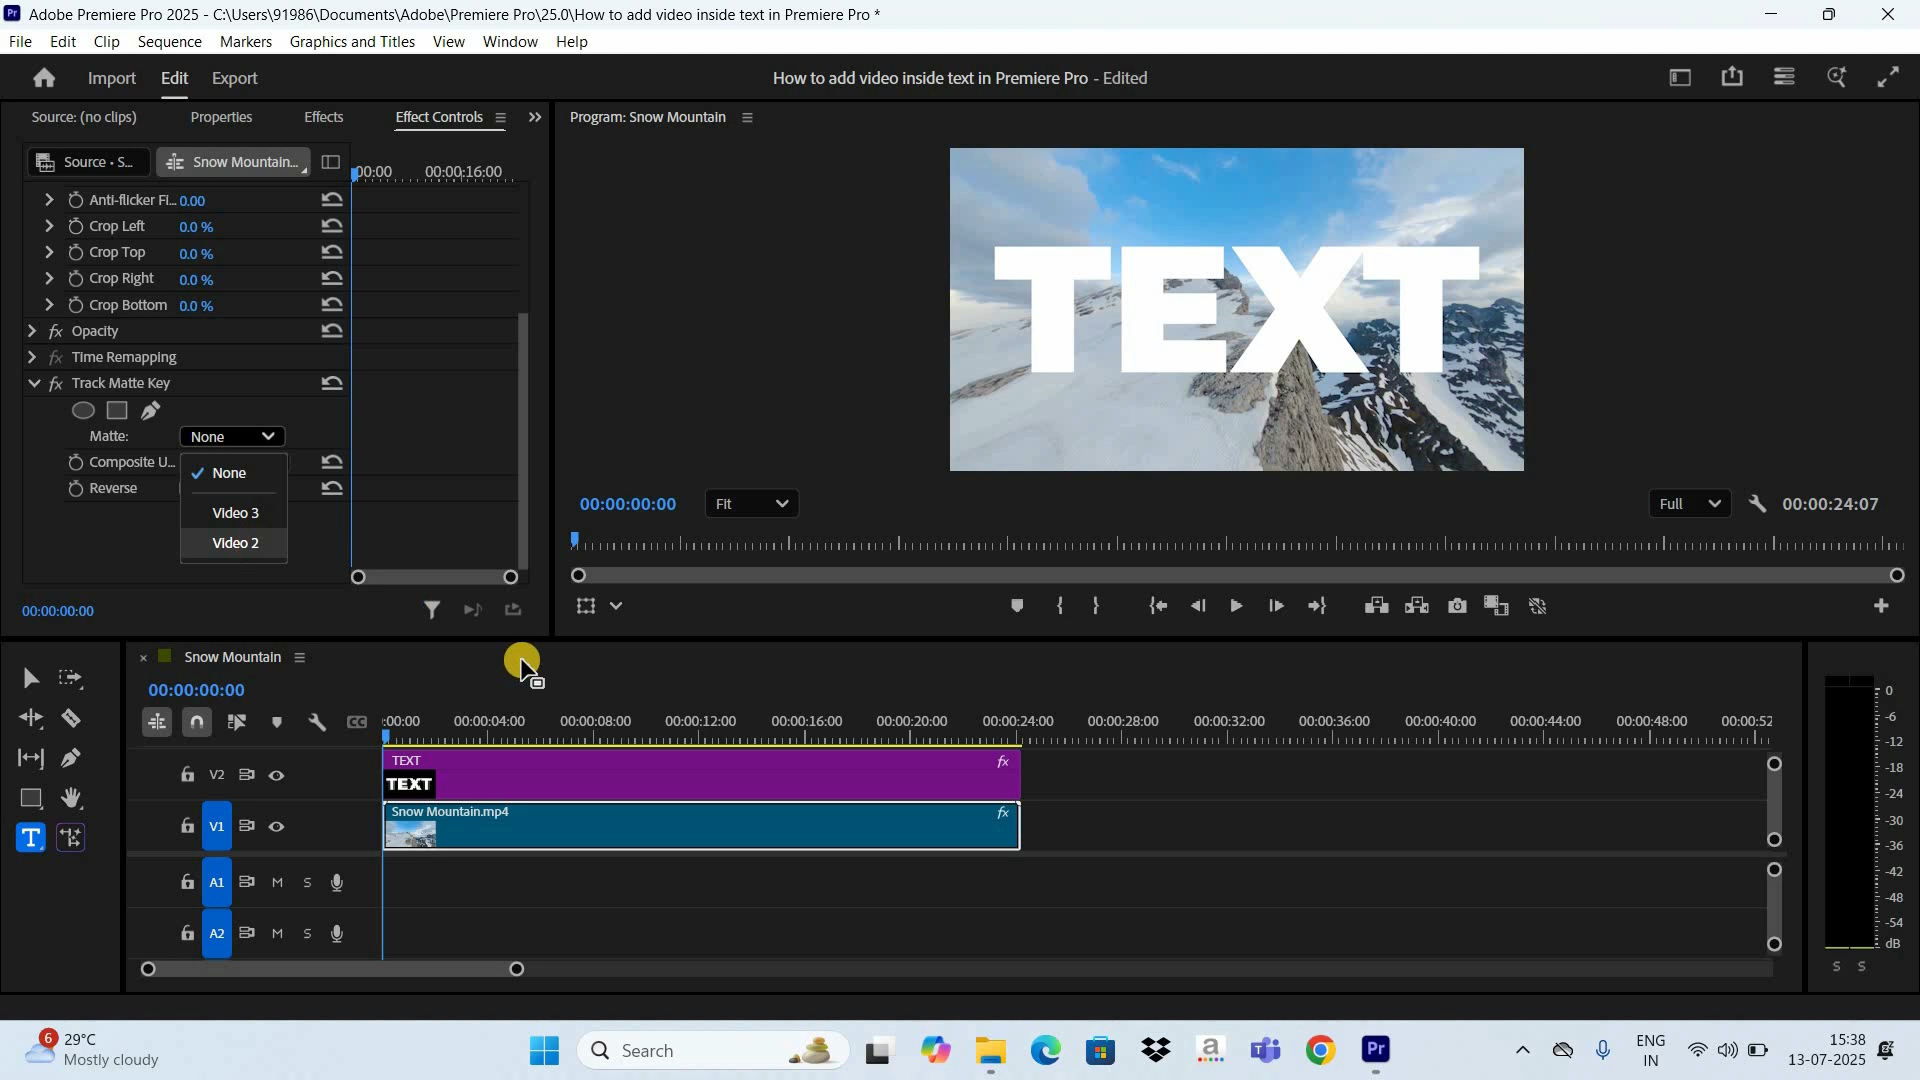 Pr Adobe Premiere Pro 2025 - C:\Users\91986\Documents\Adobe\Premiere Pro\25.0\How to add video inside text in Premiere Pro *
File Edit Clip Sequence Markers Graphics and Titles View Window Help
Import Edit Export How to add video inside text in Premiere Pro - Edited
Source: (no clips) Properties Effects Effect Controls
Program: Snow Mountain
Source • S... Snow Mountain... :00:00 00:00:16:00
Anti-flicker Fi... 0.00
Crop Left 0.0 %
Crop Top 0.0 %
Crop Right 0.0 %
Crop Bottom 0.0 %
fx Opacity
fx Time Remapping
fx Track Matte Key
Matte: None
Composite U...
Reverse
None
Video 3
Video 2
00:00:00:00
TEXT
00:00:00:00 Fit Full 00:00:24:07
× Snow Mountain
00:00:00:00
CC :00:00 00:00:04:00 00:00:08:00 00:00:12:00 00:00:16:00 00:00:20:00 00:00:24:00 00:00:28:00 00:00:32:00 00:00:36:00 00:00:40:00 00:00:44:00 00:00:48:00 00:00:52
V2 TEXT fx
TEXT
V1 Snow Mountain.mp4 fx
A1 M S
A2 M S
T
0
-6
-12
-18
-24
-30
-36
-42
-48
-54
dB
S S
6 29°C
Mostly cloudy
Search
a
T
Pr
ENG
IN
15:38
13-07-2025